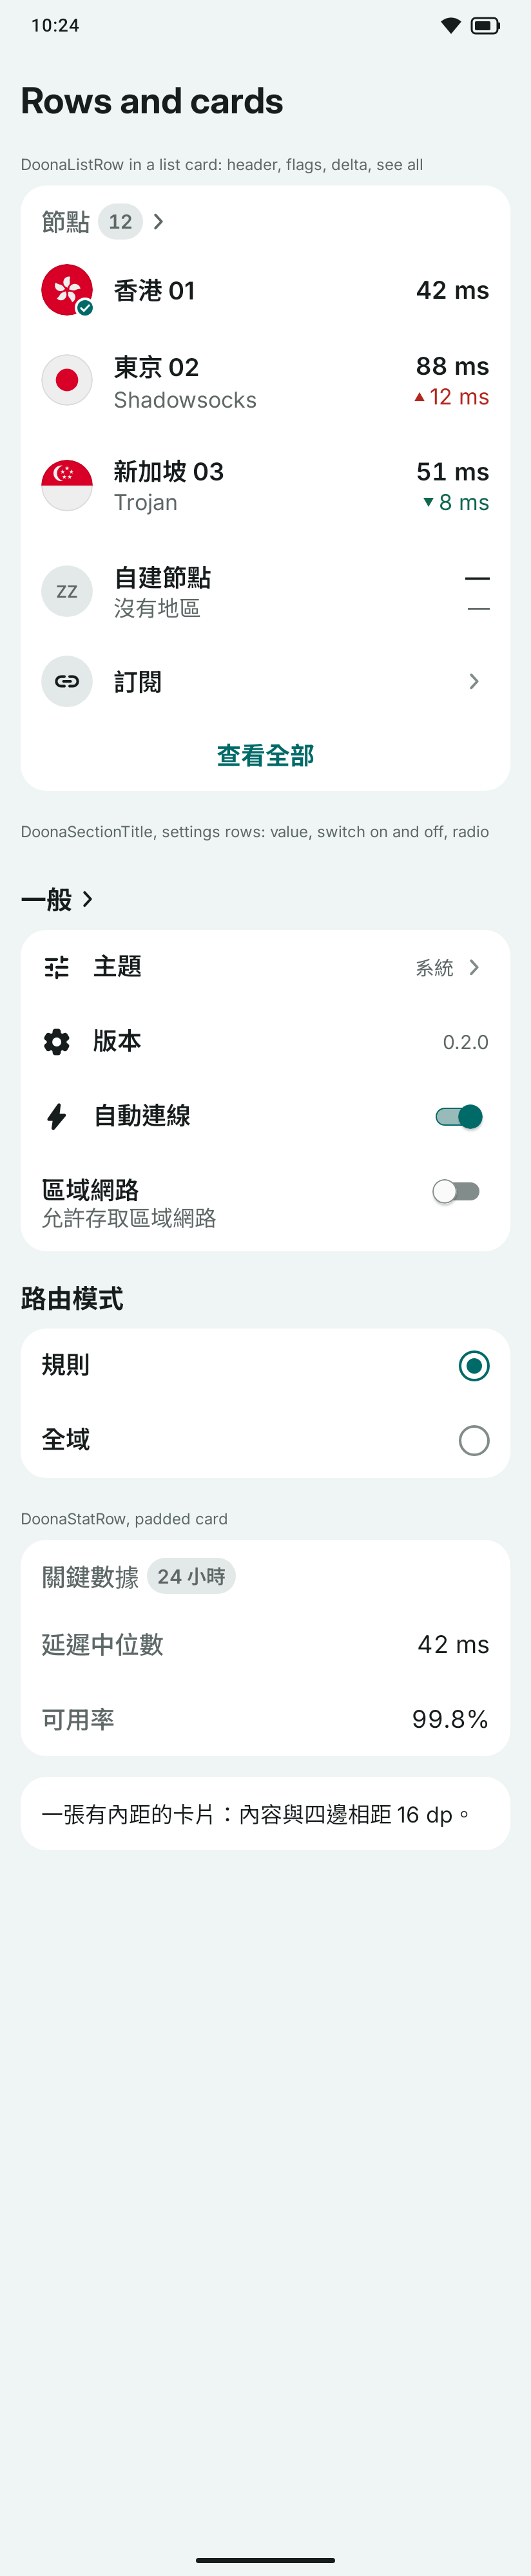 10:24
Rows and cards
DoonaListRow in a list card: header, flags, delta, see all
節點 12
香港 01 42 ms
東京 02 88 ms
Shadowsocks ▲12 ms
新加坡 03 51 ms
Trojan ▼8 ms
ZZ 自建節點 —
沒有地區 —
訂閱
查看全部
DoonaSectionTitle, settings rows: value, switch on and off, radio
一般
主題 系統
版本 0.2.0
自動連線
區域網路
允許存取區域網路
路由模式
規則
全域
DoonaStatRow, padded card
關鍵數據 24 小時
延遲中位數 42 ms
可用率 99.8%
一張有內距的卡片：內容與四邊相距 16 dp。